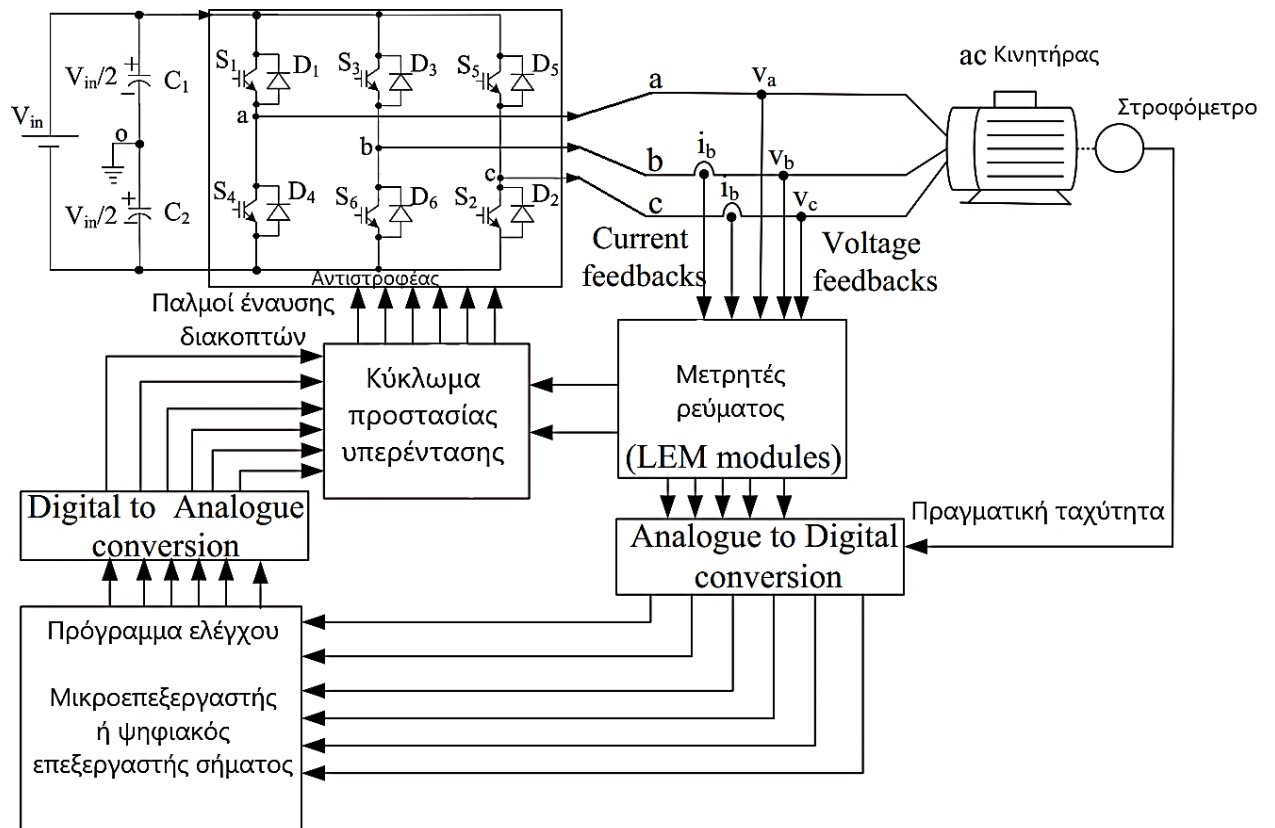 V_in
V_in/2
+
−
C_1
o
V_in/2
+
−
C_2
S_1
D_1
S_3
D_3
S_5
D_5
a
b
c
S_4
D_4
S_6
D_6
S_2
D_2
Αντιστροφέας
a
b
c
v_a
i_b
v_b
i_b
v_c
ac Κινητήρας
Στροφόμετρο
Current
feedbacks
Voltage
feedbacks
Παλμοί έναυσης
διακοπτών
Κύκλωμα
προστασίας
υπερέντασης
Μετρητές
ρεύματος
(LEM modules)
Digital to Analogue
conversion
Analogue to Digital
conversion
Πραγματική ταχύτητα
Πρόγραμμα ελέγχου
Μικροεπεξεργαστής
ή ψηφιακός
επεξεργαστής σήματος